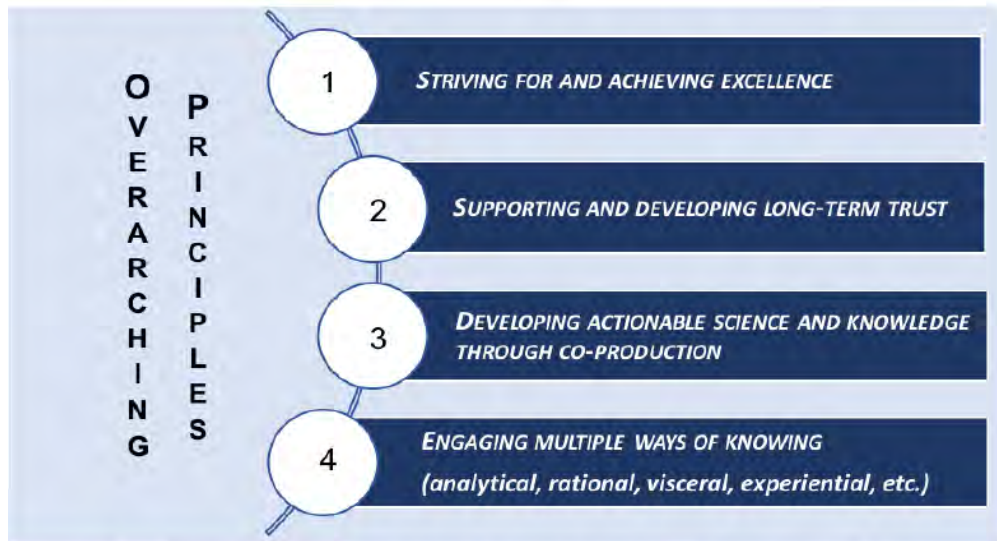 OVERARCHING
PRINCIPLES
1
STRIVING FOR AND ACHIEVING EXCELLENCE
2
SUPPORTING AND DEVELOPING LONG-TERM TRUST
3
DEVELOPING ACTIONABLE SCIENCE AND KNOWLEDGE
THROUGH CO-PRODUCTION
4
ENGAGING MULTIPLE WAYS OF KNOWING
(analytical, rational, visceral, experiential, etc.)